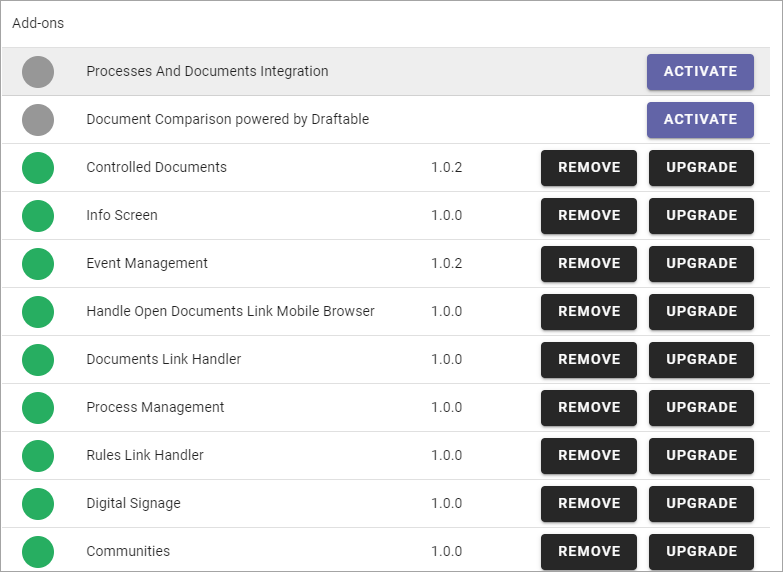 Add-ons
Processes And Documents Integration ACTIVATE
Document Comparison powered by Draftable ACTIVATE
Controlled Documents 1.0.2 REMOVE UPGRADE
Info Screen 1.0.0 REMOVE UPGRADE
Event Management 1.0.2 REMOVE UPGRADE
Handle Open Documents Link Mobile Browser 1.0.0 REMOVE UPGRADE
Documents Link Handler 1.0.0 REMOVE UPGRADE
Process Management 1.0.0 REMOVE UPGRADE
Rules Link Handler 1.0.0 REMOVE UPGRADE
Digital Signage 1.0.0 REMOVE UPGRADE
Communities 1.0.0 REMOVE UPGRADE